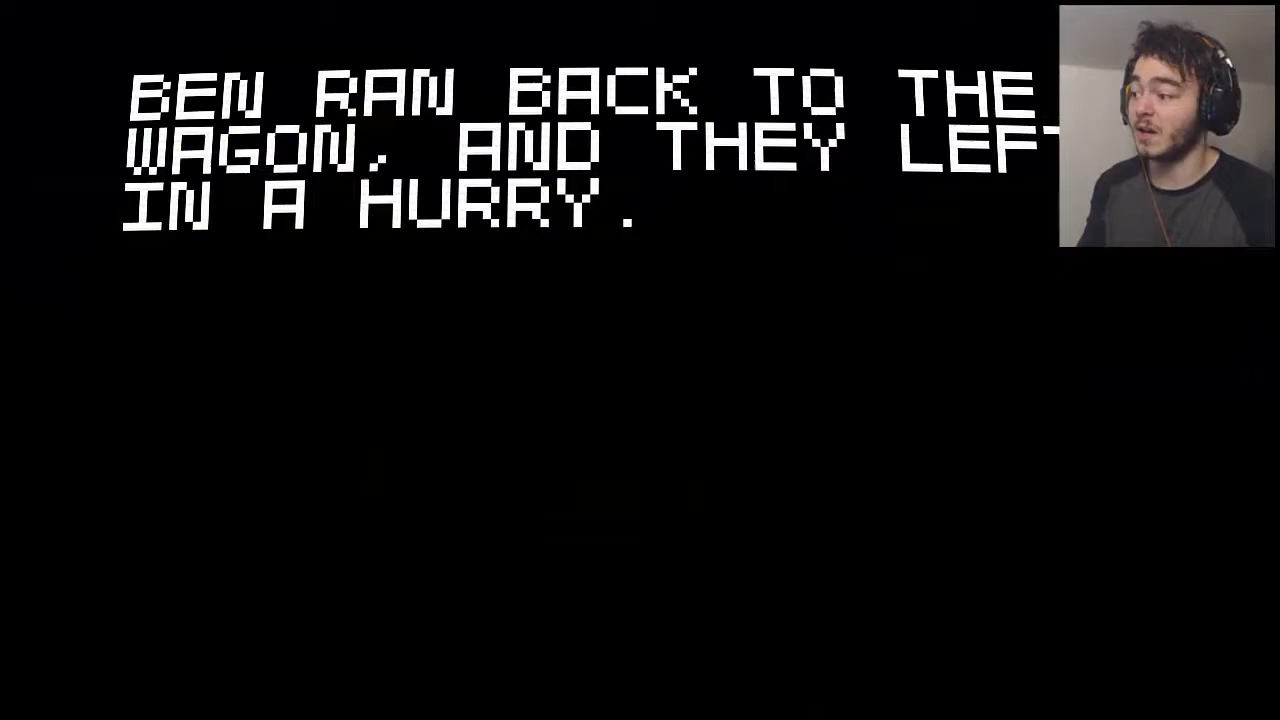 BEN RAN BACK TO THE
WAGON, AND THEY LEFT
IN A HURRY.